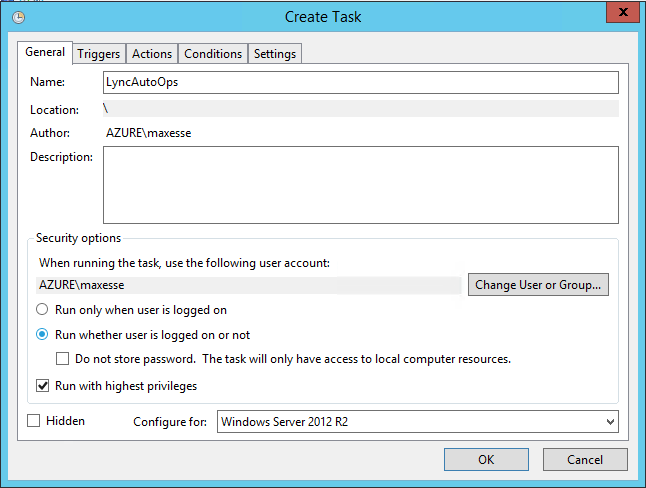 Create Task
x
General Triggers Actions Conditions Settings
Name: LyncAutoOps
Location: \
Author: AZURE\maxesse
Description:
Security options
When running the task, use the following user account:
AZURE\maxesse Change User or Group...
Run only when user is logged on
Run whether user is logged on or not
Do not store password. The task will only have access to local computer resources.
Run with highest privileges
Hidden Configure for: Windows Server 2012 R2
OK Cancel